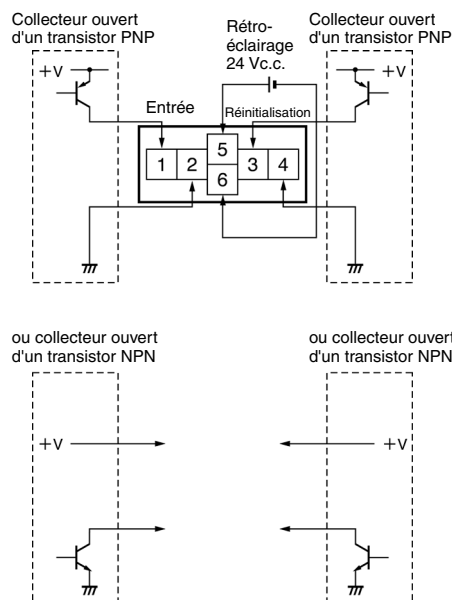 Collecteur ouvert
d'un transistor PNP
Rétro-
éclairage
24 Vc.c.
Collecteur ouvert
d'un transistor PNP
+V
+V
Entrée
Réinitialisation
1
2
5
6
3
4
ou collecteur ouvert
d'un transistor NPN
ou collecteur ouvert
d'un transistor NPN
+V
+V